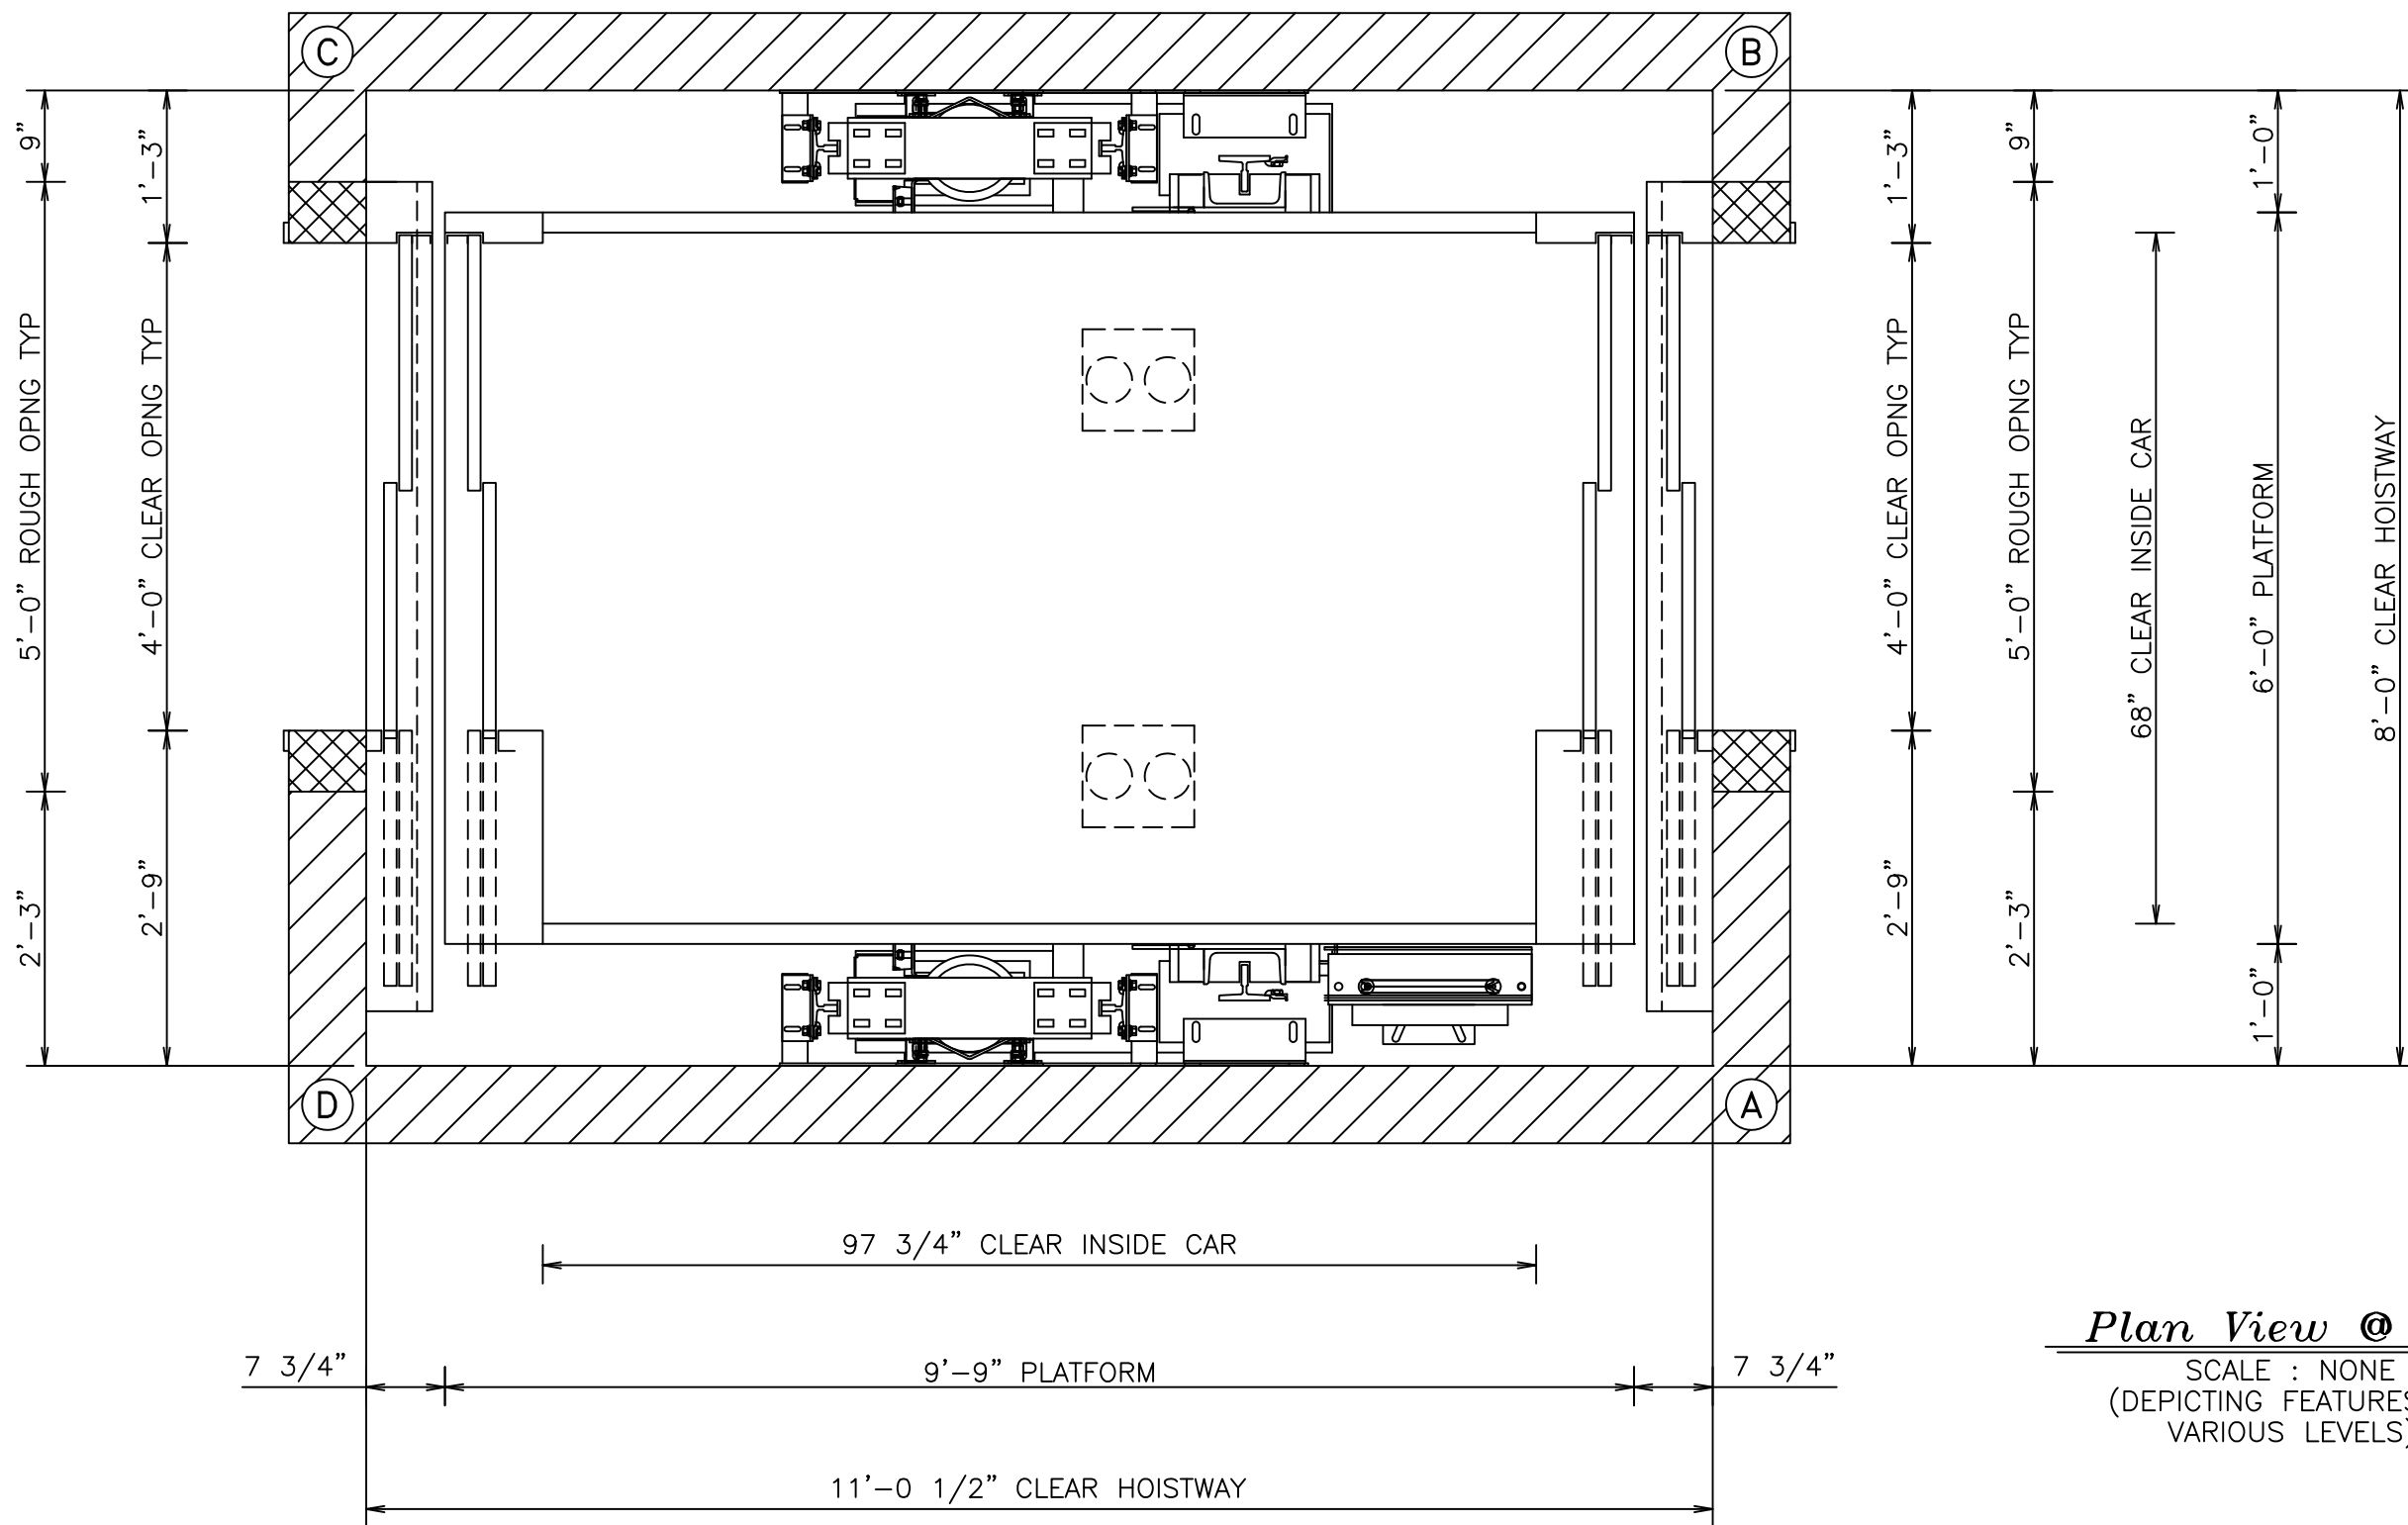 C
B
9"
1'-3"
5'-0" ROUGH OPNG TYP
4'-0" CLEAR OPNG TYP
2'-3"
2'-9"
1'-3"
9"
1'-0"
4'-0" CLEAR OPNG TYP
5'-0" ROUGH OPNG TYP
68" CLEAR INSIDE CAR
6'-0" PLATFORM
8'-0" CLEAR HOISTWAY
2'-9"
2'-3"
1'-0"
D
A
97 3/4" CLEAR INSIDE CAR
7 3/4"
9'-9" PLATFORM
7 3/4"
11'-0 1/2" CLEAR HOISTWAY
Plan View @
SCALE : NONE
(DEPICTING FEATURES
VARIOUS LEVELS)